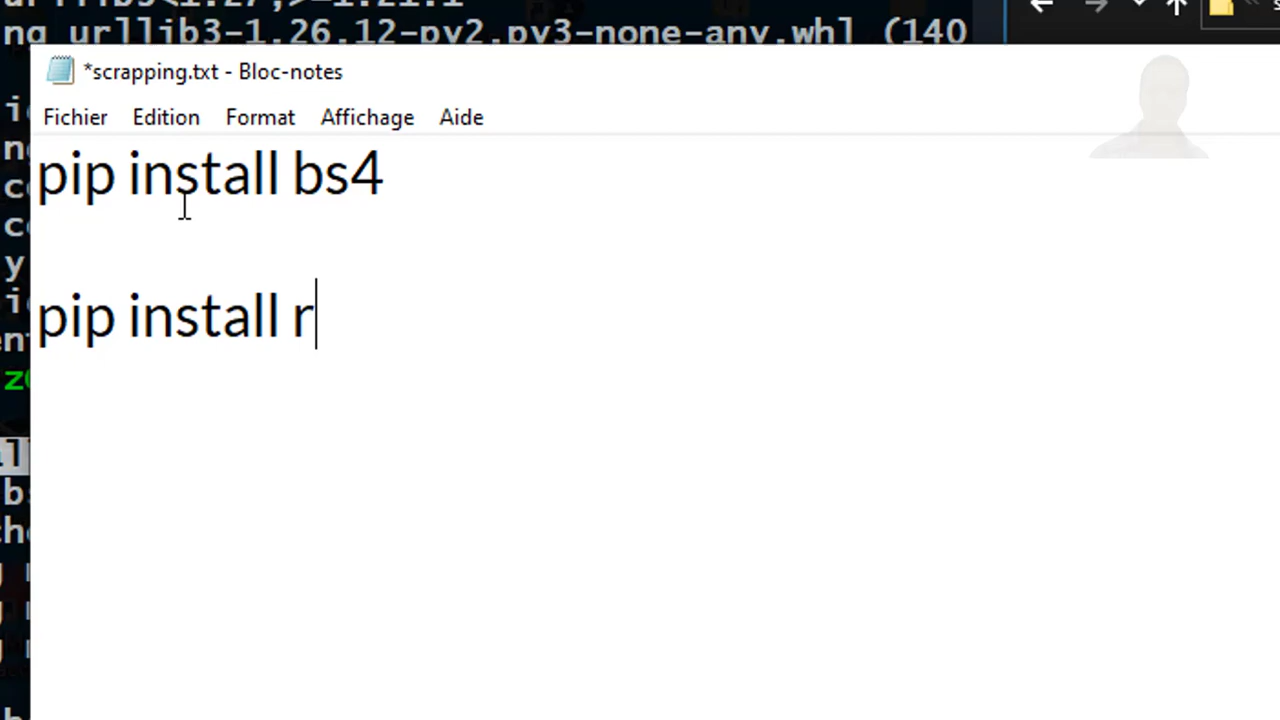 ng urllib3-1.26.12-py2.py3-none-any.whl (140
*scrapping.txt - Bloc-notes
Fichier Edition Format Affichage Aide
pip install bs4
pip install r